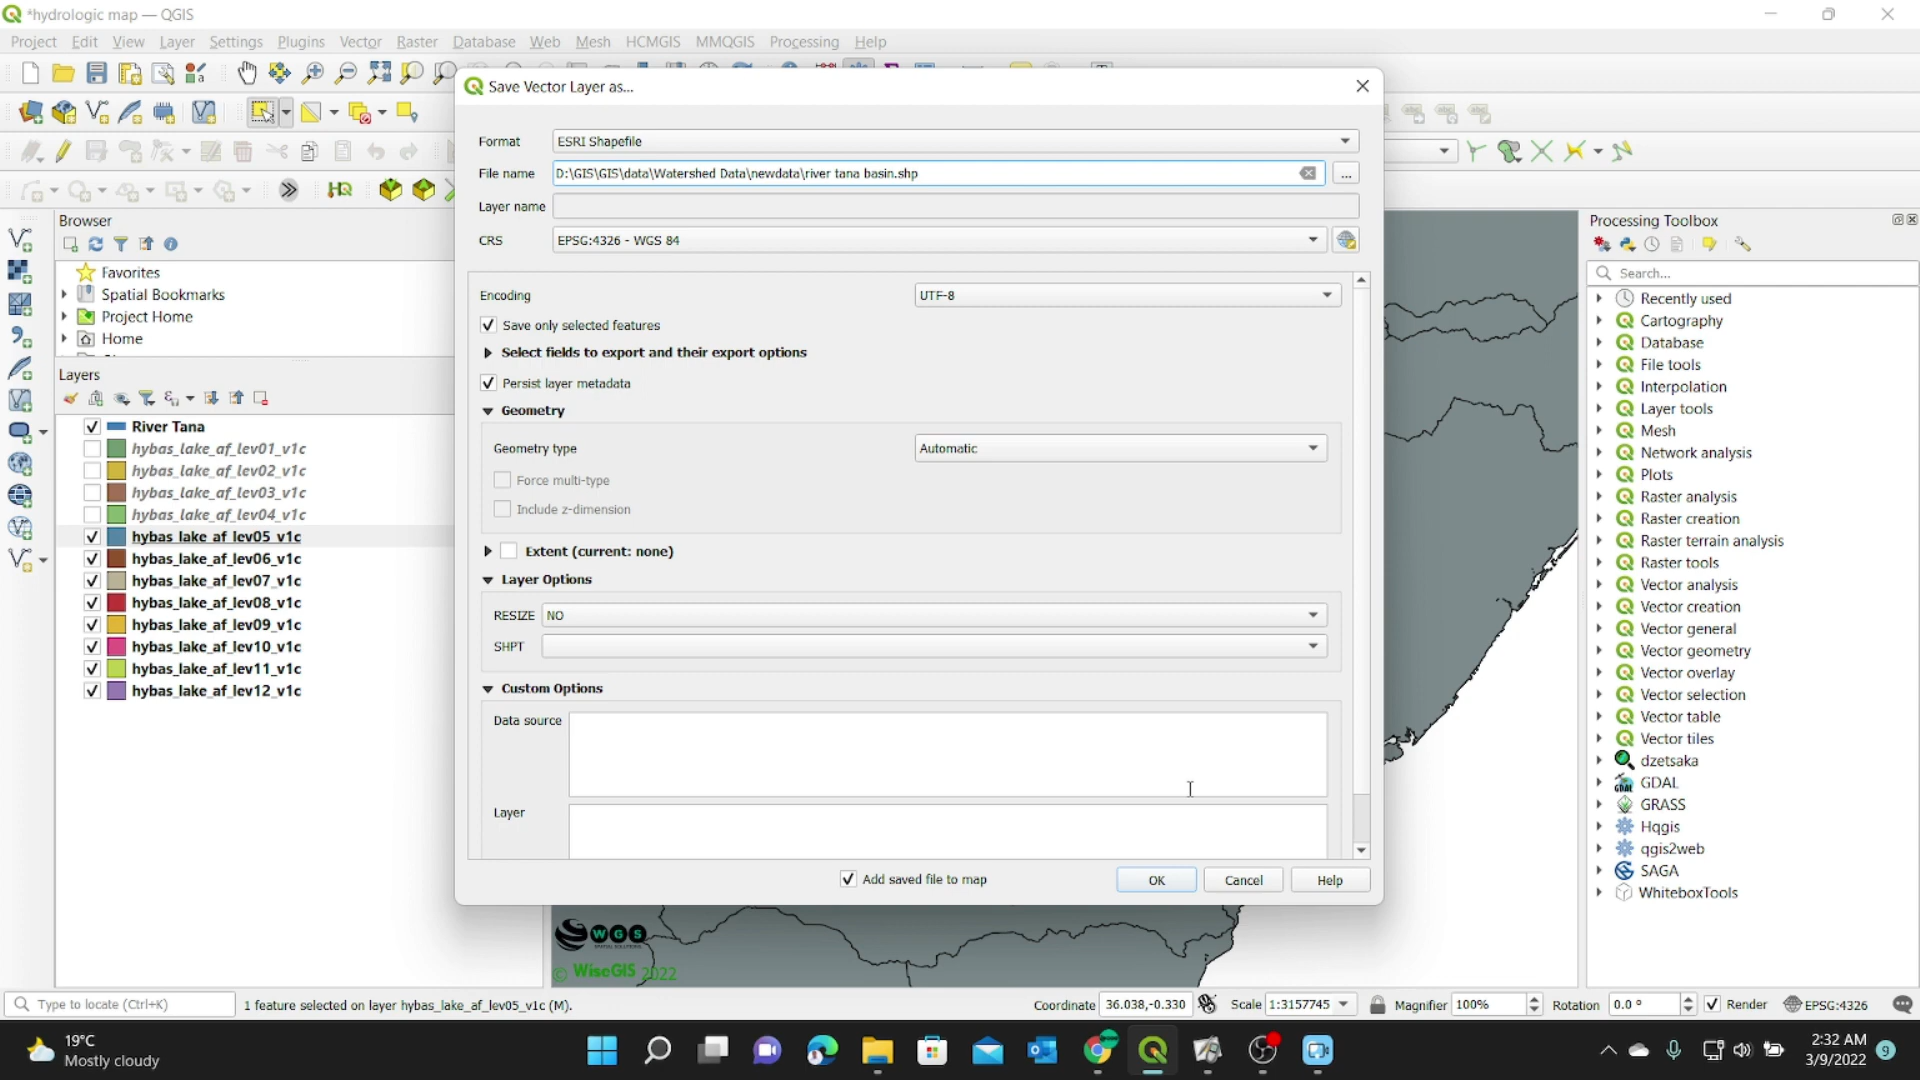 *hydrologic map — QGIS
Project Edit View Layer Settings Plugins Vector Raster Database Web Mesh HCMGIS MMQGIS Processing Help
Save Vector Layer as...
Format ESRI Shapefile
File name D:\GIS\GIS\data\Watershed Data\newdata\river tana basin.shp ...
Layer name
CRS EPSG:4326 - WGS 84
Encoding UTF-8
Save only selected features
Select fields to export and their export options
Persist layer metadata
Geometry
Geometry type Automatic
Force multi-type
Include z-dimension
Extent (current: none)
Layer Options
RESIZE NO
SHPT
Custom Options
Data source
Layer
Add saved file to map
OK Cancel Help
Browser
Favorites
Spatial Bookmarks
Project Home
Home
Layers
River Tana
hybas_lake_af_lev01_v1c
hybas_lake_af_lev02_v1c
hybas_lake_af_lev03_v1c
hybas_lake_af_lev04_v1c
hybas_lake_af_lev05_v1c
hybas_lake_af_lev06_v1c
hybas_lake_af_lev07_v1c
hybas_lake_af_lev08_v1c
hybas_lake_af_lev09_v1c
hybas_lake_af_lev10_v1c
hybas_lake_af_lev11_v1c
hybas_lake_af_lev12_v1c
Processing Toolbox
Search...
Recently used
Cartography
Database
File tools
Interpolation
Layer tools
Mesh
Network analysis
Plots
Raster analysis
Raster creation
Raster terrain analysis
Raster tools
Vector analysis
Vector creation
Vector general
Vector geometry
Vector overlay
Vector selection
Vector table
Vector tiles
dzetsaka
GDAL
GRASS
Hqgis
qgis2web
SAGA
WhiteboxTools
WGS
SPATIAL SOLUTIONS
© WiseGIS 2022
Type to locate (Ctrl+K) 1 feature selected on layer hybas_lake_af_lev05_v1c (M). Coordinate 36.038,-0.330 Scale 1:3157745 Magnifier 100% Rotation 0.0 ° Render EPSG:4326
19°C
Mostly cloudy
2:32 AM
3/9/2022
9